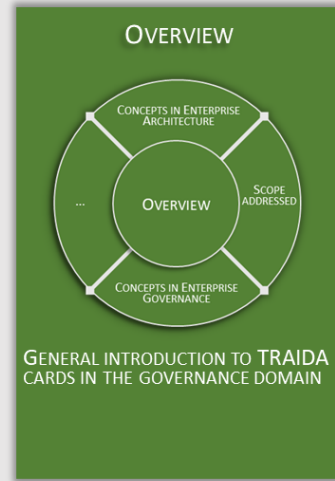 OVERVIEW
CONCEPTS IN ENTERPRISE
ARCHITECTURE
...
OVERVIEW
SCOPE
ADDRESSED
CONCEPTS IN ENTERPRISE
GOVERNANCE
GENERAL INTRODUCTION TO TRAIDA
CARDS IN THE GOVERNANCE DOMAIN